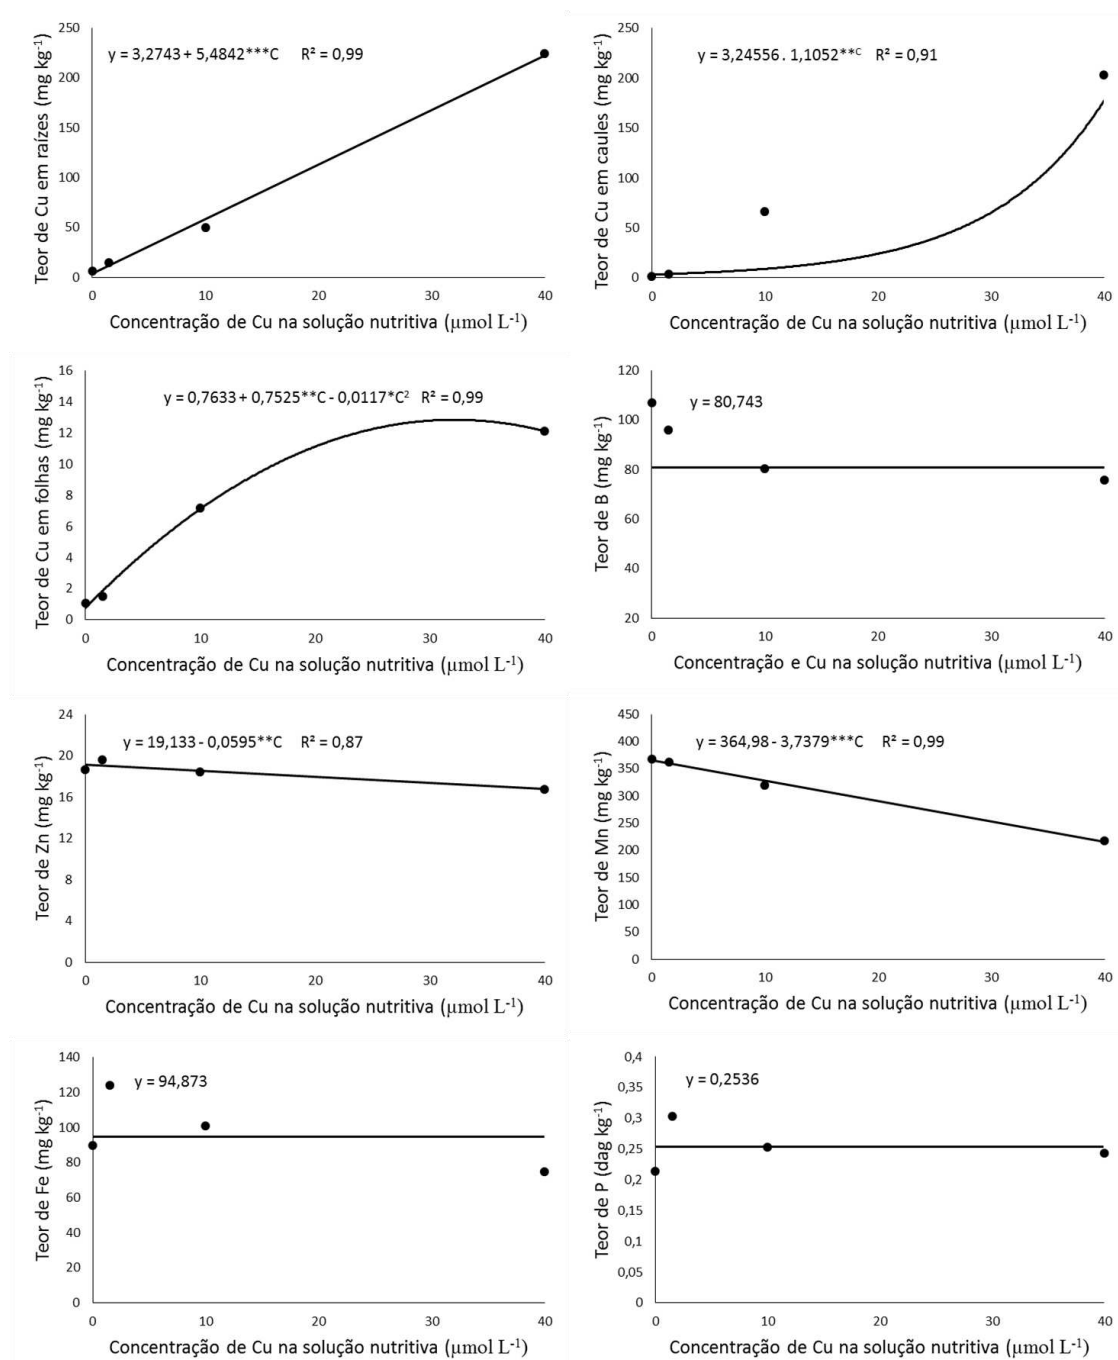 y = 3,2743 + 5,4842***C R² = 0,99
Teor de Cu em raízes (mg kg⁻¹)
250
200
150
100
50
0
0 10 20 30 40
Concentração de Cu na solução nutritiva (µmol L⁻¹)
y = 3,24556 . 1,1052**ᶜ R² = 0,91
Teor de Cu em caules (mg kg⁻¹)
250
200
150
100
50
0
0 10 20 30 40
Concentração de Cu na solução nutritiva (µmol L⁻¹)
y = 0,7633 + 0,7525**C - 0,0117*C² R² = 0,99
Teor de Cu em folhas (mg kg⁻¹)
16
14
12
10
8
6
4
2
0
0 10 20 30 40
Concentração de Cu na solução nutritiva (µmol L⁻¹)
y = 80,743
Teor de B (mg kg⁻¹)
120
100
80
60
40
20
0 10 20 30 40
Concentração e Cu na solução nutritiva (µmol L⁻¹)
y = 19,133 - 0,0595**C R² = 0,87
Teor de Zn (mg kg⁻¹)
24
20
16
12
8
4
0
0 10 20 30 40
Concentração de Cu na solução nutritiva (µmol L⁻¹)
y = 364,98 - 3,7379***C R² = 0,99
Teor de Mn (mg kg⁻¹)
450
400
350
300
250
200
150
100
50
0
0 10 20 30 40
Concentração de Cu na solução nutritiva (µmol L⁻¹)
y = 94,873
Teor de Fe (mg kg⁻¹)
140
120
100
80
60
40
20
0
0 10 20 30 40
Concentração de Cu na solução nutritiva (µmol L⁻¹)
y = 0,2536
Teor de P (dag kg⁻¹)
0,4
0,35
0,3
0,25
0,2
0,15
0,1
0,05
0
0 10 20 30 40
Concentração de Cu na solução nutritiva (µmol L⁻¹)